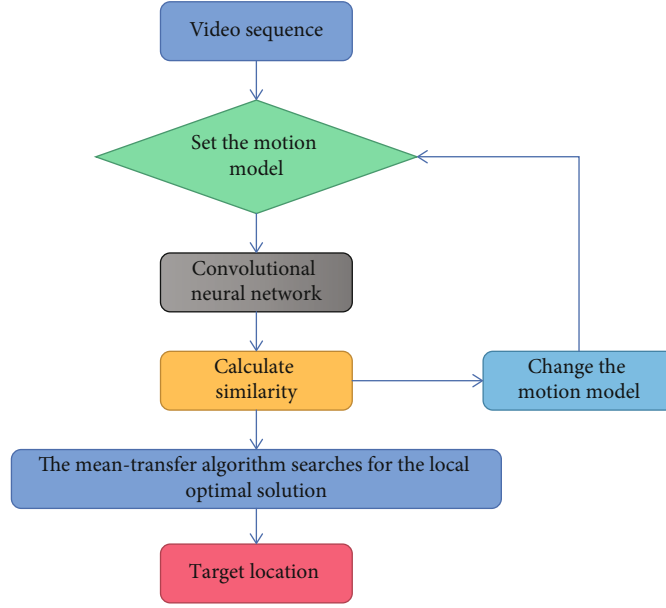 Video sequence
Set the motion
model
Convolutional
neural network
Calculate
similarity
Change the
motion model
The mean-transfer algorithm searches for the local
optimal solution
Target location